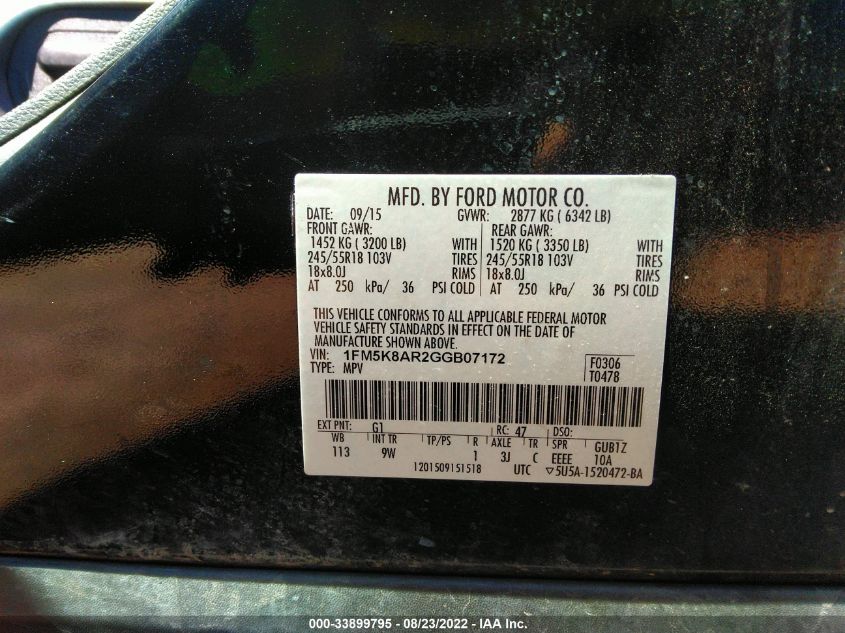 MFD. BY FORD MOTOR CO.
DATE: 09/15 GVWR: 2877 KG ( 6342 LB)
FRONT GAWR: REAR GAWR:
1452 KG ( 3200 LB) WITH 1520 KG ( 3350 LB) WITH
245/55R18 103V TIRES 245/55R18 103V TIRES
18x8.0J RIMS 18x8.0J RIMS
AT 250 kPa/ 36 PSI COLD AT 250 kPa/ 36 PSI COLD
THIS VEHICLE CONFORMS TO ALL APPLICABLE FEDERAL MOTOR
VEHICLE SAFETY STANDARDS IN EFFECT ON THE DATE OF
MANUFACTURE SHOWN ABOVE.
VIN: 1FM5K8AR2GGB07172 F0306
TYPE: MPV T0478
EXT PNT: G1 RC: 47 DSO:
WB INT TR TP/PS R AXLE TR SPR GUB1Z
113 9W 1 3J C EEEE 10A
1201509151518 UTC ▽5U5A-1520472-BA
000-33899795 - 08/23/2022 - IAA Inc.